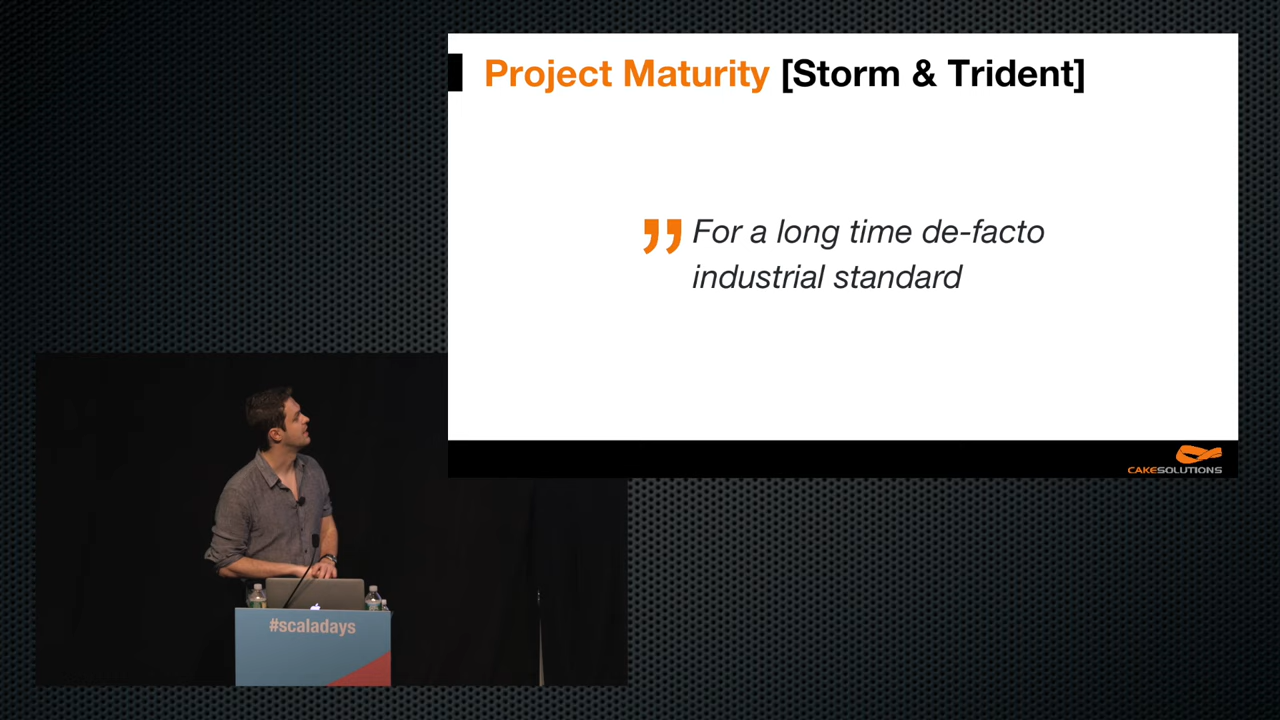 Project Maturity [Storm & Trident]
” For a long time de-facto
industrial standard
CAKESOLUTIONS
#scaladays